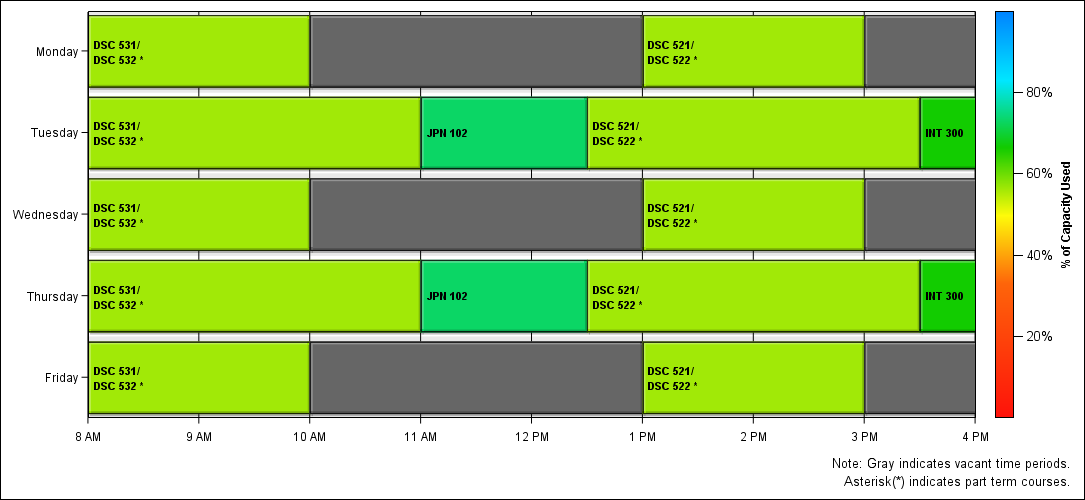 Monday
DSC 531/
DSC 532 *
DSC 521/
DSC 522 *
Tuesday
DSC 531/
DSC 532 *
JPN 102
DSC 521/
DSC 522 *
INT 300
Wednesday
DSC 531/
DSC 532 *
DSC 521/
DSC 522 *
Thursday
DSC 531/
DSC 532 *
JPN 102
DSC 521/
DSC 522 *
INT 300
Friday
DSC 531/
DSC 532 *
DSC 521/
DSC 522 *
8 AM
9 AM
10 AM
11 AM
12 PM
1 PM
2 PM
3 PM
4 PM
80%
60%
40%
20%
% of Capacity Used
Note: Gray indicates vacant time periods.
Asterisk(*) indicates part term courses.